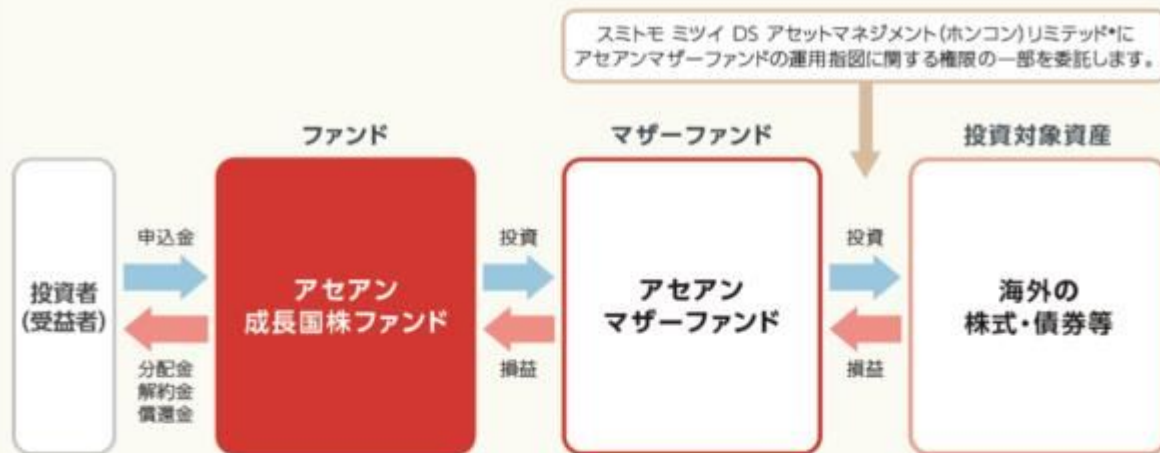 スミトモ ミツイ DS アセットマネジメント(ホンコン)リミテッド*に
アセアンマザーファンドの運用指図に関する権限の一部を委託します。
ファンド
マザーファンド
投資対象資産
投資者
(受益者)
申込金
分配金
解約金
償還金
アセアン
成長国株ファンド
投資
損益
アセアン
マザーファンド
投資
損益
海外の
株式・債券等